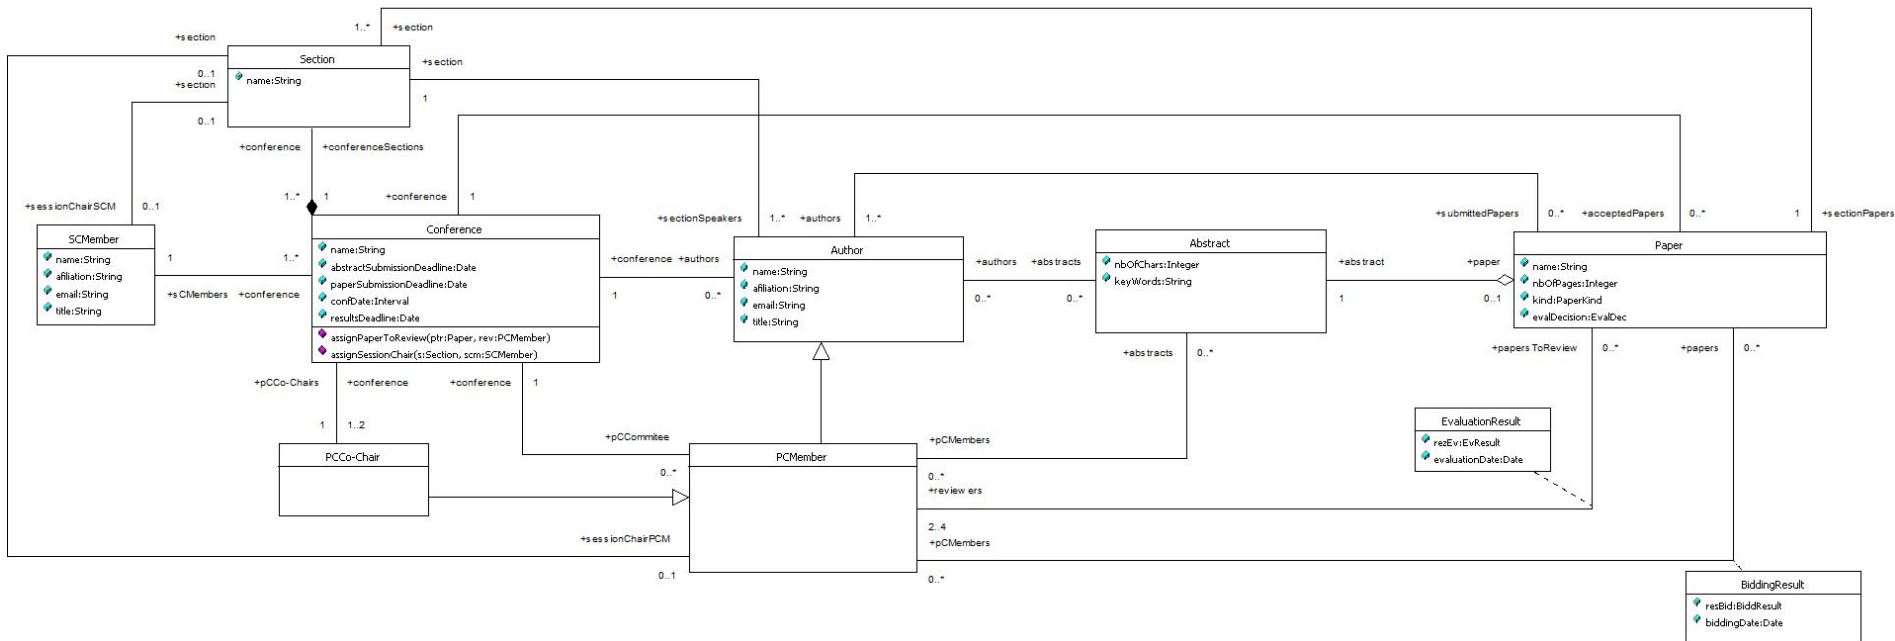 1..* +section
+section
Section
+section
0..1
name:String
+section
1
0..1
+conference +conferenceSections
1..* 1
+conference 1
+sessionChairSCM 0..1
+sectionSpeakers 1..* +authors 1..*
+submittedPapers 0..* +acceptedPapers 0..* 1 +sectionPapers
SCMember
name:String
afiliation:String
email:String
title:String
1 1..*
+sCMembers +conference
Conference
name:String
abstractSubmissionDeadline:Date
paperSubmissionDeadline:Date
confDate:Interval
resultsDeadline:Date
assignPaperToReview(ptr:Paper, rev:PCMember)
assignSessionChair(s:Section, scm:SCMember)
+conference +authors
1 0..*
Author
name:String
afiliation:String
email:String
title:String
+authors +abstracts
0..* 0..*
Abstract
nbOfChars:Integer
keyWords:String
+abstract +paper
1 0..1
Paper
name:String
nbOfPages:Integer
kind:PaperKind
evalDecision:EvalDec
+abstracts 0..*
+papersToReview 0..* +papers 0..*
+pCCo-Chairs +conference +conference 1
1 1..2
+pCCommitee
0..*
PCCo-Chair
PCMember
+pCMembers
0..*
+reviewers
2..4
+pCMembers
0..*
+sessionChairPCM
0..1
EvaluationResult
rezEv:EvResult
evaluationDate:Date
BiddingResult
resBid:BiddResult
biddingDate:Date